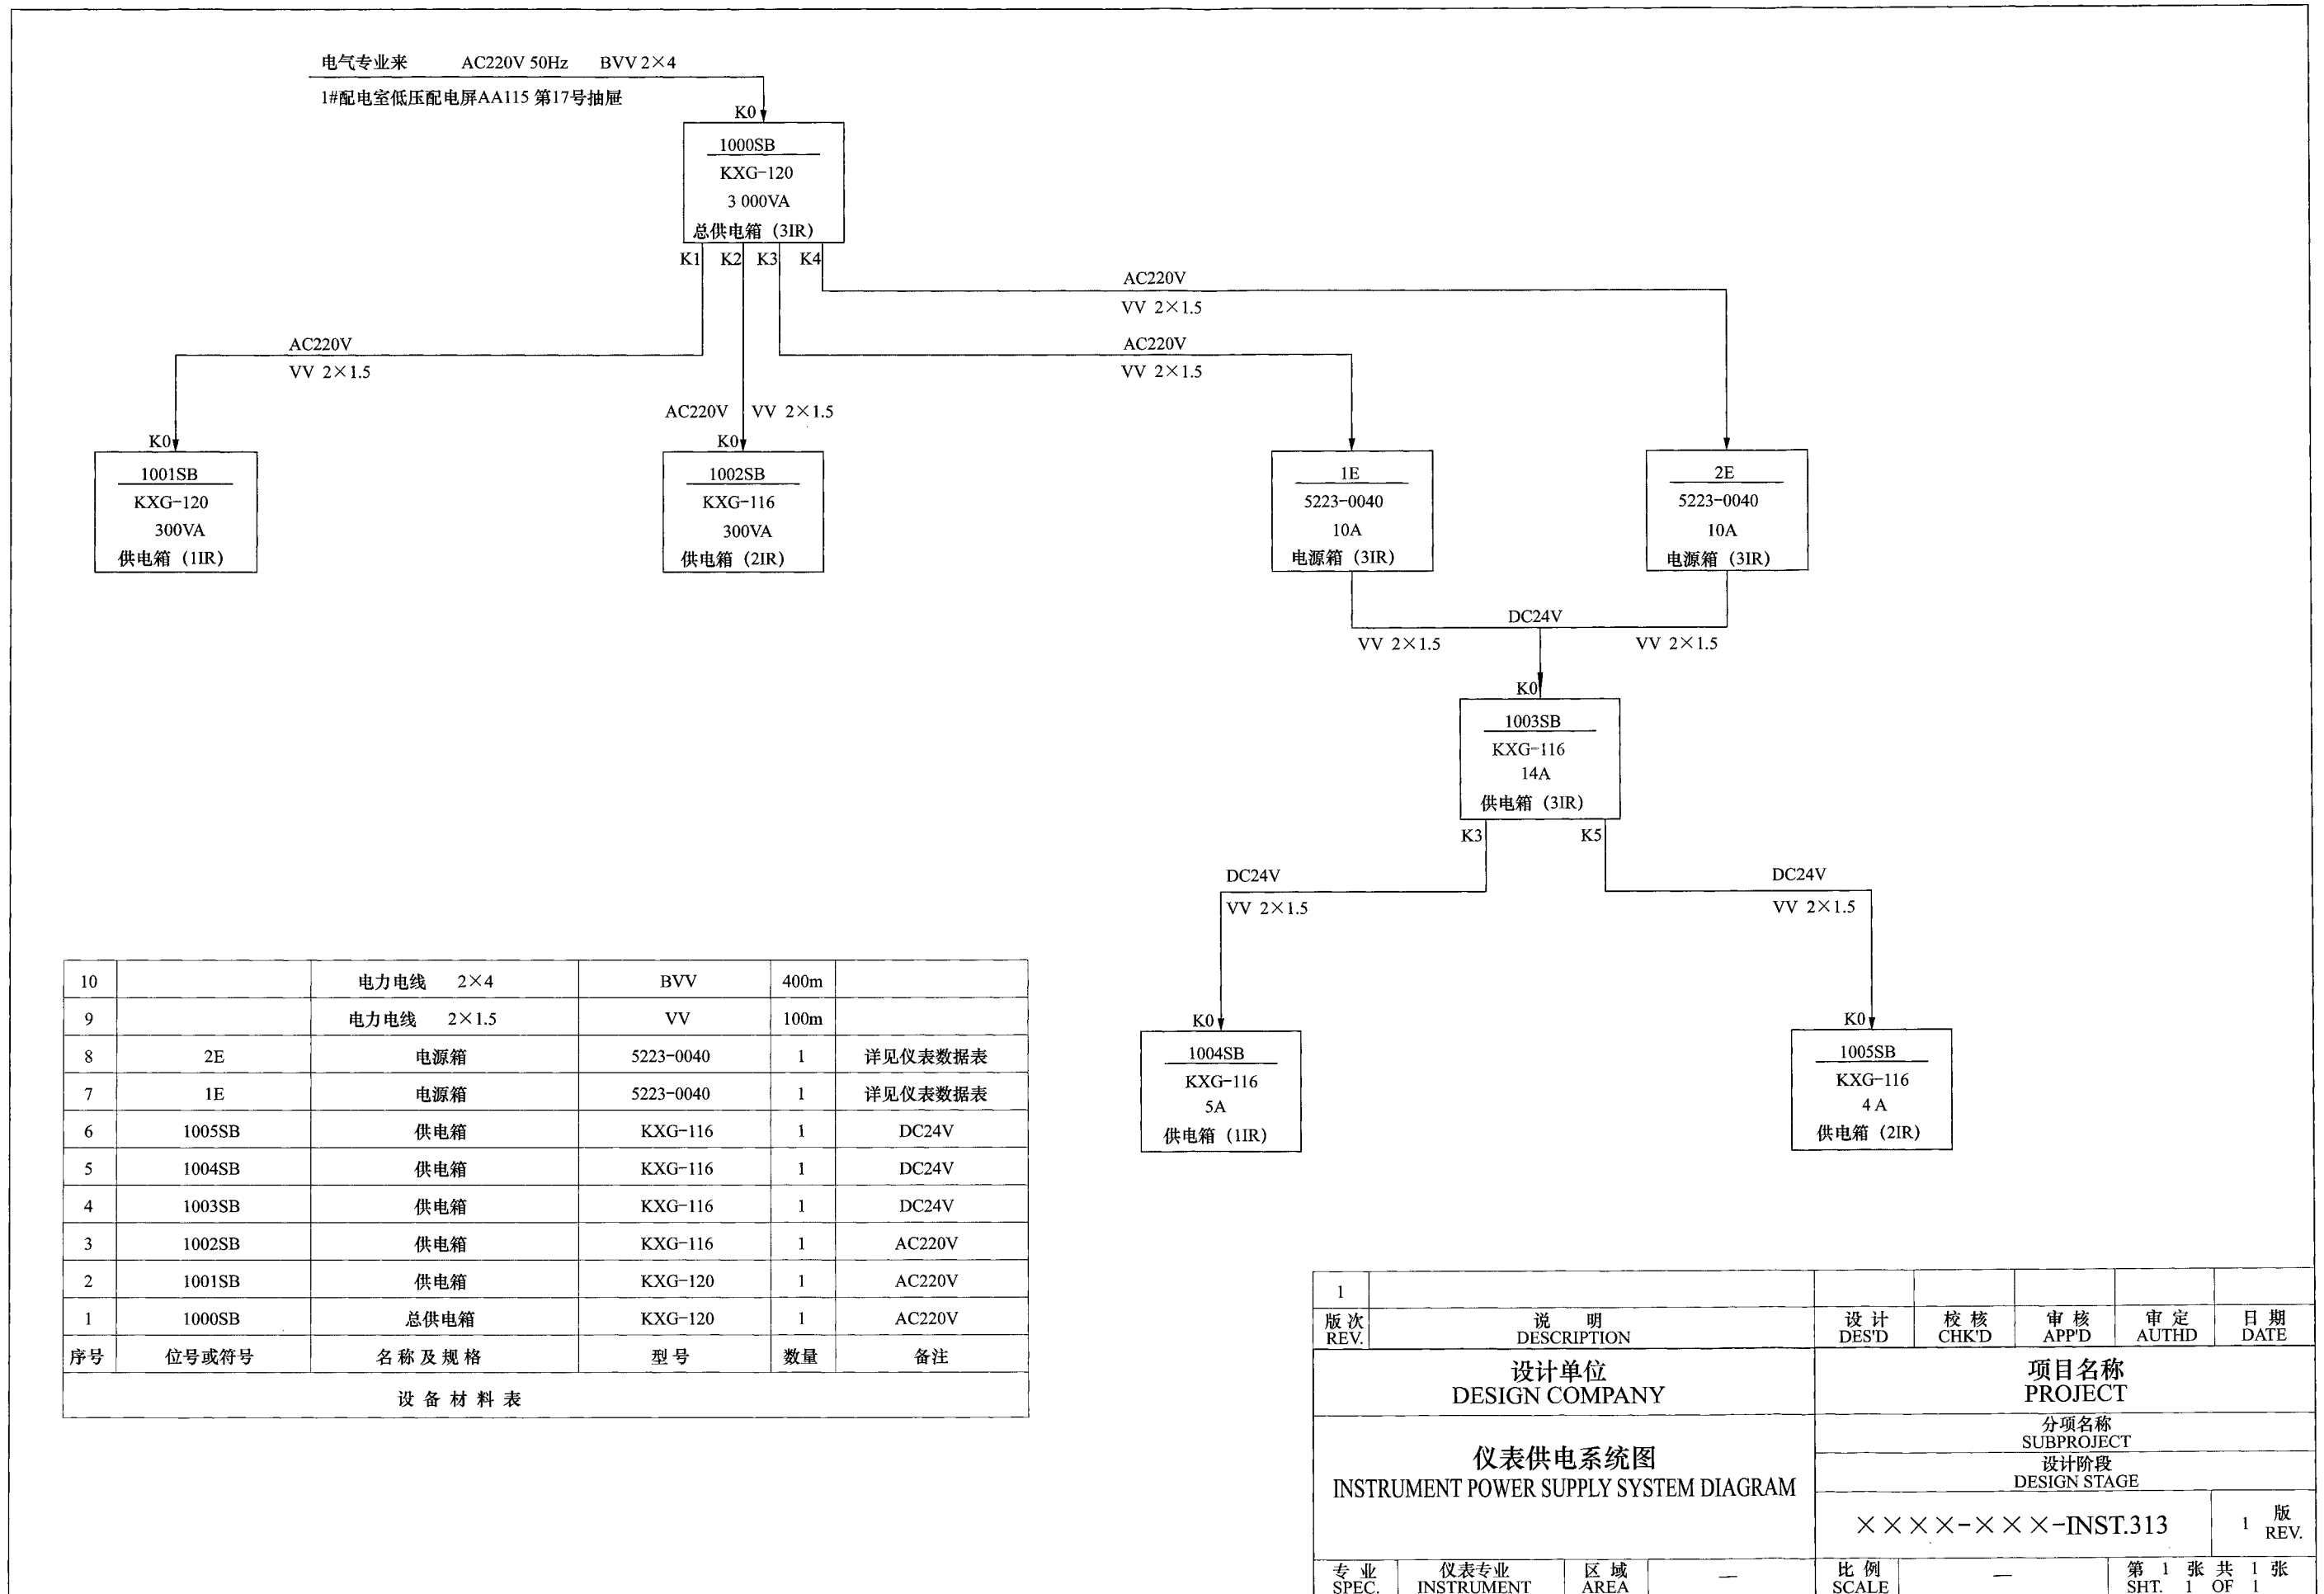 电气专业来 AC220V 50Hz BVV 2×4
1#配电室低压配电屏AA115 第17号抽屉
K0
1000SB
KXG-120
3 000VA
总供电箱 (3IR)
K1 K2 K3 K4
AC220V
VV 2×1.5
AC220V
VV 2×1.5
AC220V
VV 2×1.5
AC220V VV 2×1.5
K0
1001SB
KXG-120
300VA
供电箱 (1IR)
K0
1002SB
KXG-116
300VA
供电箱 (2IR)
1E
5223-0040
10A
电源箱 (3IR)
2E
5223-0040
10A
电源箱 (3IR)
DC24V
VV 2×1.5 VV 2×1.5
K0
1003SB
KXG-116
14A
供电箱 (3IR)
K3 K5
DC24V
VV 2×1.5
DC24V
VV 2×1.5
K0
1004SB
KXG-116
5A
供电箱 (1IR)
K0
1005SB
KXG-116
4 A
供电箱 (2IR)
10 电力电线 2×4 BVV 400m
9 电力电线 2×1.5 VV 100m
8 2E 电源箱 5223-0040 1 详见仪表数据表
7 1E 电源箱 5223-0040 1 详见仪表数据表
6 1005SB 供电箱 KXG-116 1 DC24V
5 1004SB 供电箱 KXG-116 1 DC24V
4 1003SB 供电箱 KXG-116 1 DC24V
3 1002SB 供电箱 KXG-116 1 AC220V
2 1001SB 供电箱 KXG-120 1 AC220V
1 1000SB 总供电箱 KXG-120 1 AC220V
序号 位号或符号 名称及规格 型号 数量 备注
设备材料表
1
版次 说明 设计 校核 审核 审定 日期
REV. DESCRIPTION DES'D CHK'D APP'D AUTHD DATE
设计单位
DESIGN COMPANY
项目名称
PROJECT
分项名称
SUBPROJECT
设计阶段
DESIGN STAGE
仪表供电系统图
INSTRUMENT POWER SUPPLY SYSTEM DIAGRAM
××××-×××-INST.313
1 版
REV.
专业 仪表专业 区域 — 比例 — 第 1 张 共 1 张
SPEC. INSTRUMENT AREA SCALE SHT. 1 OF 1